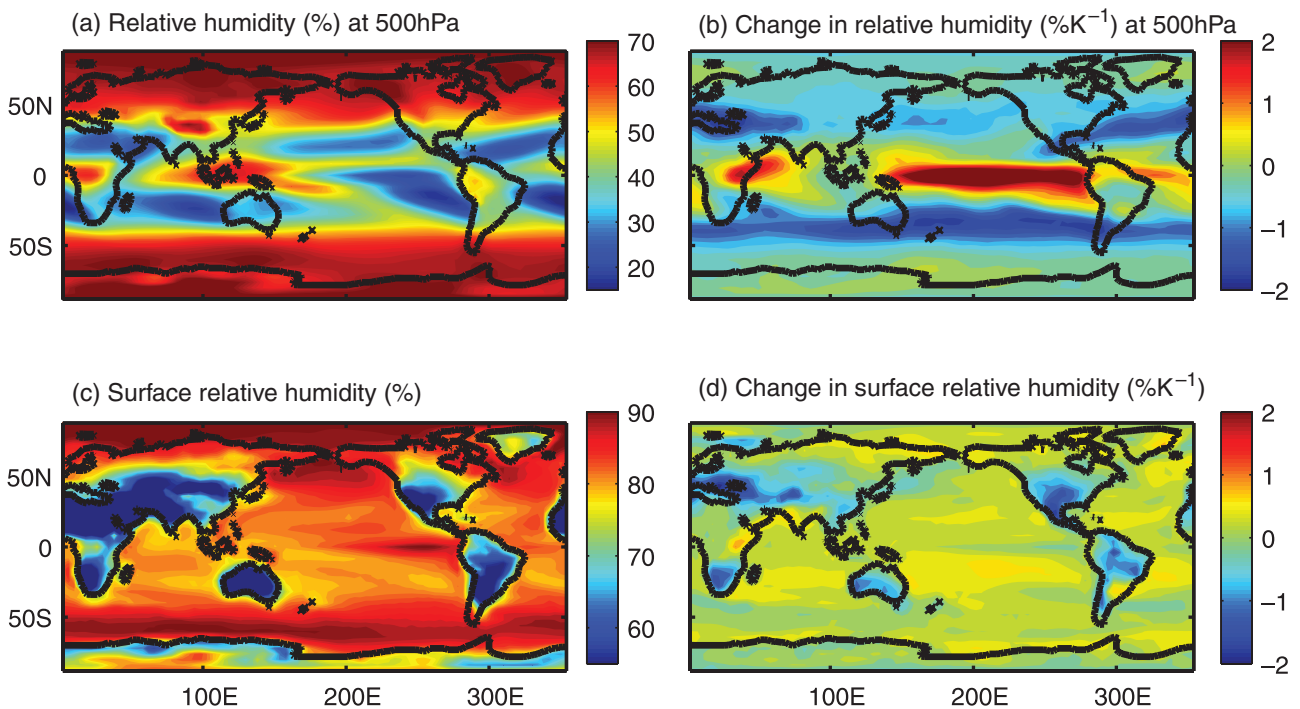 (a) Relative humidity (%) at 500hPa
50N
0
50S
70
60
50
40
30
20
(b) Change in relative humidity (%K⁻¹) at 500hPa
2
1
0
−1
−2
(c) Surface relative humidity (%)
50N
0
50S
100E 200E 300E
90
80
70
60
(d) Change in surface relative humidity (%K⁻¹)
100E 200E 300E
2
1
0
−1
−2